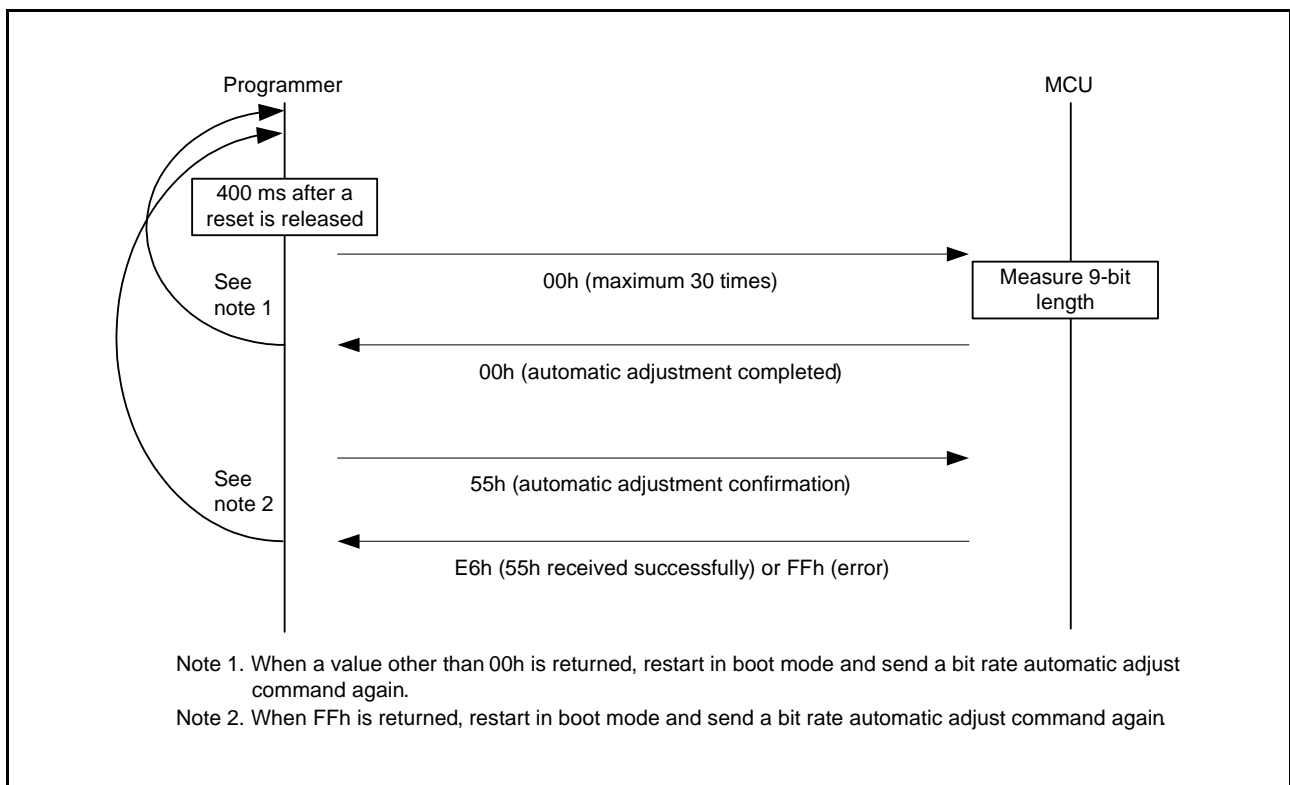 Programmer
MCU
400 ms after a
reset is released
00h (maximum 30 times)
Measure 9-bit
length
See
note 1
00h (automatic adjustment completed)
55h (automatic adjustment confirmation)
See
note 2
E6h (55h received successfully) or FFh (error)
Note 1. When a value other than 00h is returned, restart in boot mode and send a bit rate automatic adjust
command again.
Note 2. When FFh is returned, restart in boot mode and send a bit rate automatic adjust command again.